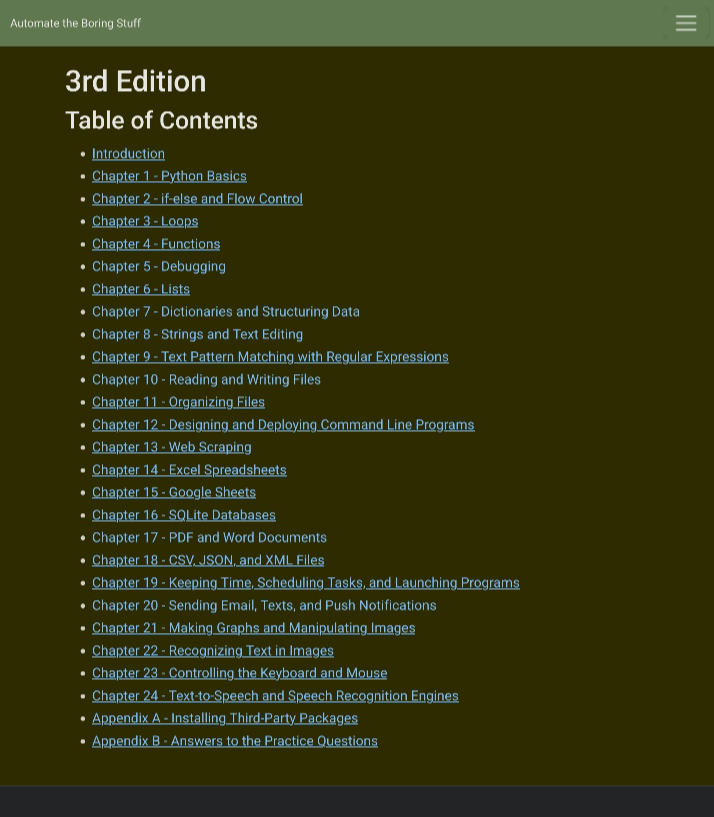 Automate the Boring Stuff
3rd Edition
Table of Contents
Introduction
Chapter 1 - Python Basics
Chapter 2 - if-else and Flow Control
Chapter 3 - Loops
Chapter 4 - Functions
Chapter 5 - Debugging
Chapter 6 - Lists
Chapter 7 - Dictionaries and Structuring Data
Chapter 8 - Strings and Text Editing
Chapter 9 - Text Pattern Matching with Regular Expressions
Chapter 10 - Reading and Writing Files
Chapter 11 - Organizing Files
Chapter 12 - Designing and Deploying Command Line Programs
Chapter 13 - Web Scraping
Chapter 14 - Excel Spreadsheets
Chapter 15 - Google Sheets
Chapter 16 - SQLite Databases
Chapter 17 - PDF and Word Documents
Chapter 18 - CSV, JSON, and XML Files
Chapter 19 - Keeping Time, Scheduling Tasks, and Launching Programs
Chapter 20 - Sending Email, Texts, and Push Notifications
Chapter 21 - Making Graphs and Manipulating Images
Chapter 22 - Recognizing Text in Images
Chapter 23 - Controlling the Keyboard and Mouse
Chapter 24 - Text-to-Speech and Speech Recognition Engines
Appendix A - Installing Third-Party Packages
Appendix B - Answers to the Practice Questions